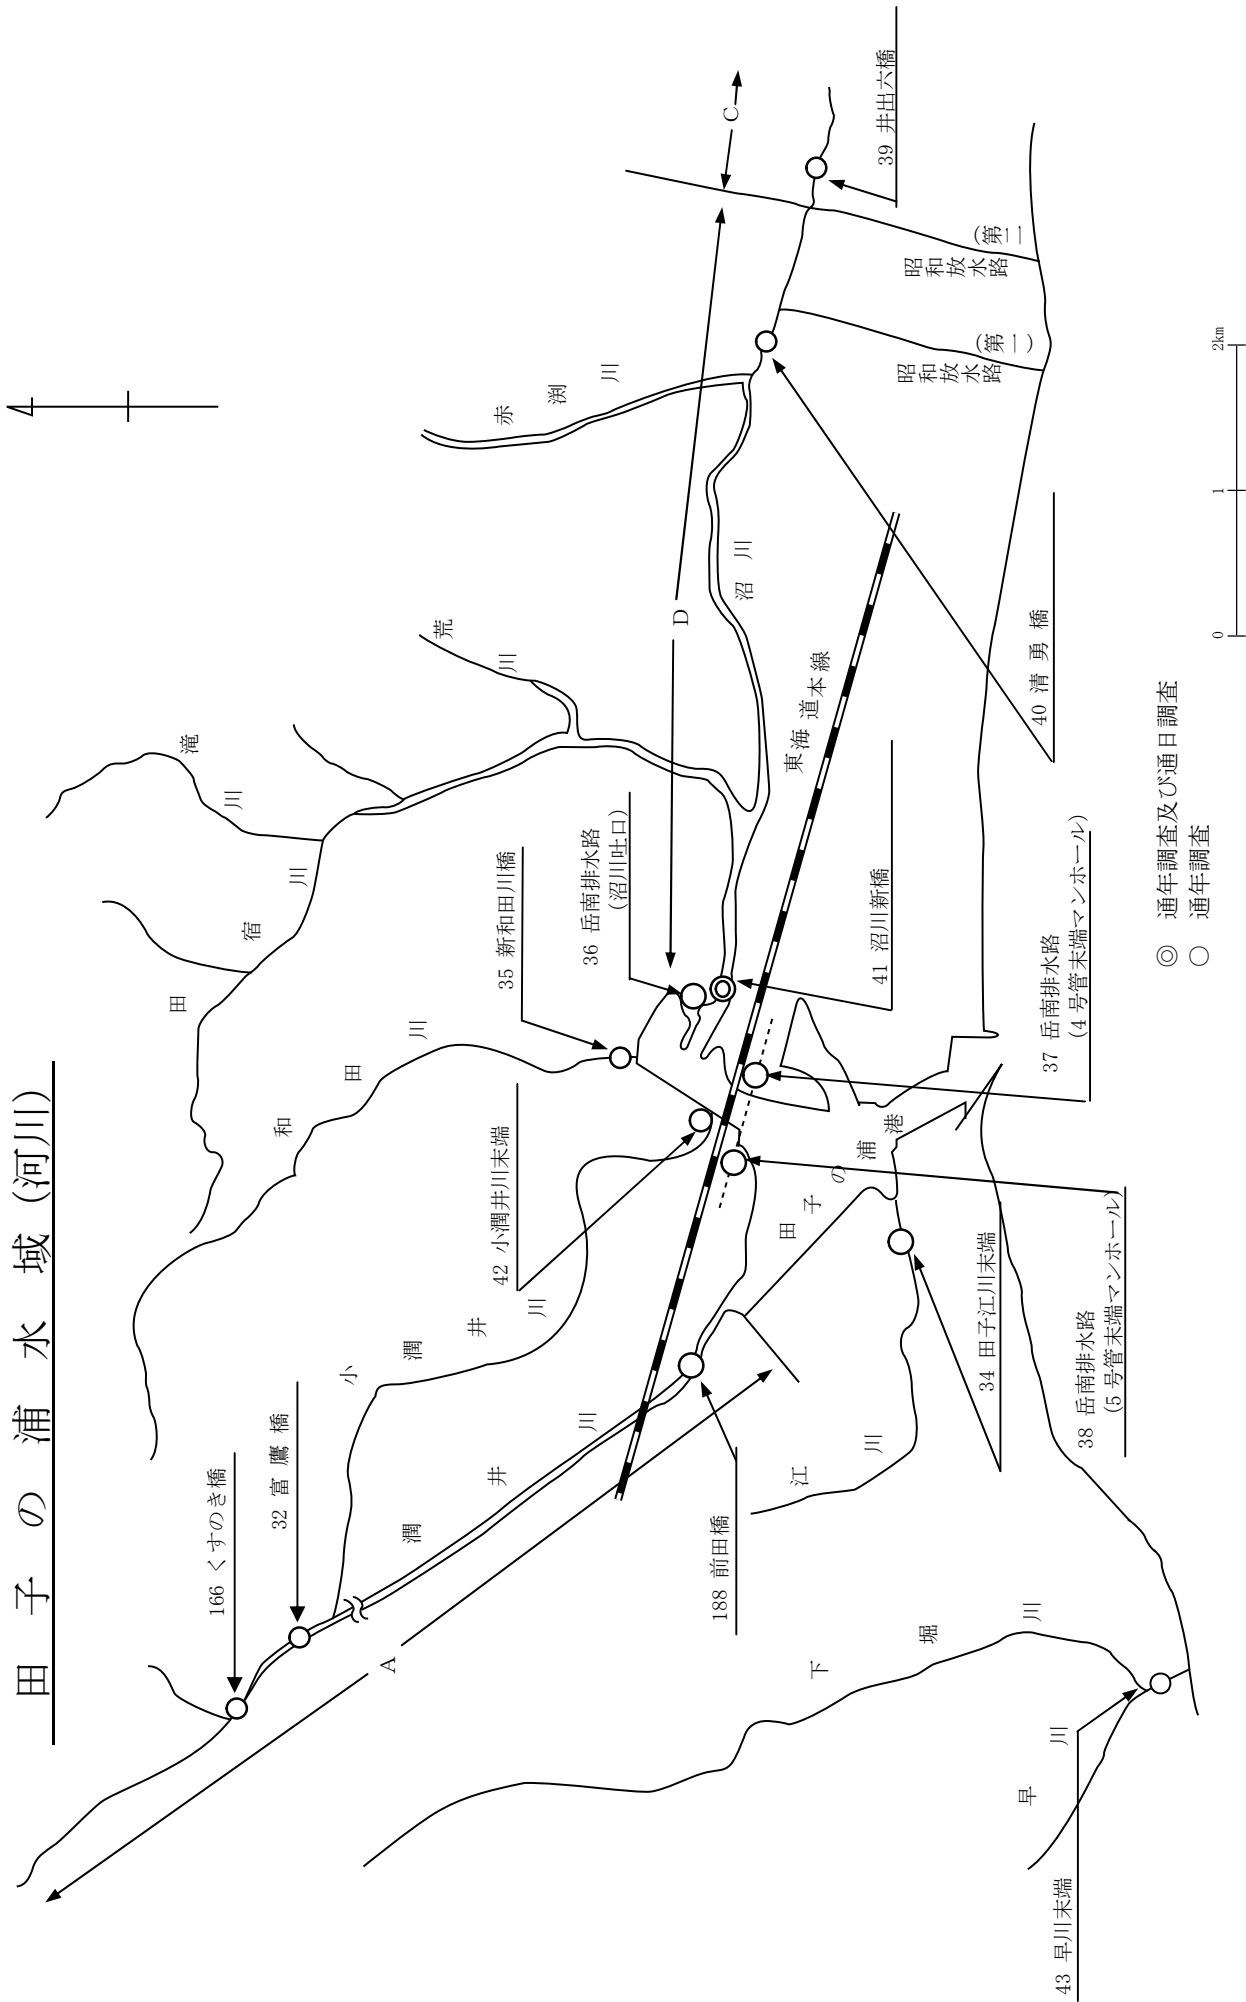 田子の浦水域(河川)
166 くすのき橋
32 富鷹橋
42 小潤井川末端
35 新和田川橋
36 岳南排水路
(沼川吐口)
188 前田橋
34 田子江川末端
38 岳南排水路
(5号管末端マンホール)
37 岳南排水路
(4号管末端マンホール)
41 沼川新橋
40 清勇橋
39 井出六橋
43 早川末端
滝川
田宿川
和田川
荒川
赤渕川
沼川
小潤井川
潤井川
江川
下堀川
早川
田子の浦港
東海道本線
昭和放水路
(第一)
昭和放水路
(第二
A
D
C
◎ 通年調査及び通日調査
○ 通年調査
0 1 2km